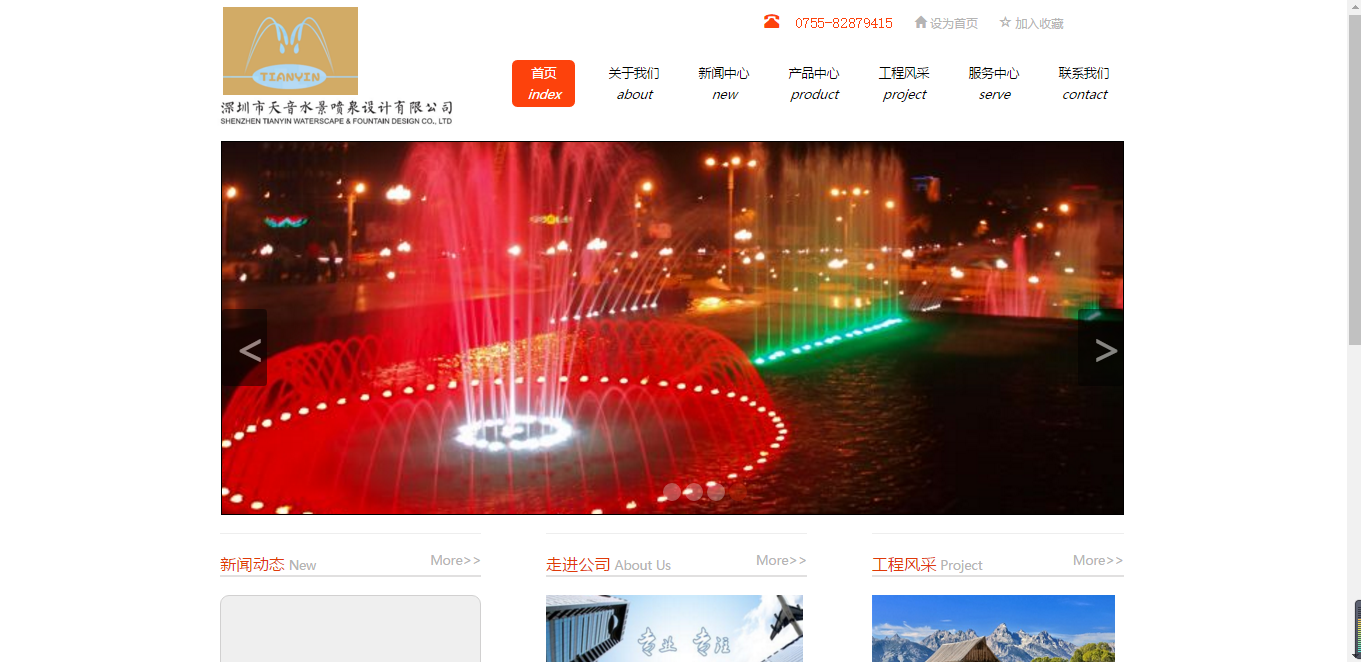 TIANYIN
深圳市天音水景喷泉设计有限公司
SHENZHEN TIANYIN WATERSCAPE & FOUNTAIN DESIGN CO., LTD
0755-82879415 设为首页 加入收藏
首页 关于我们 新闻中心 产品中心 工程风采 服务中心 联系我们
index about new product project serve contact
< >
新闻动态 New More>>
走进公司 About Us More>>
工程风采 Project More>>
专业 专注